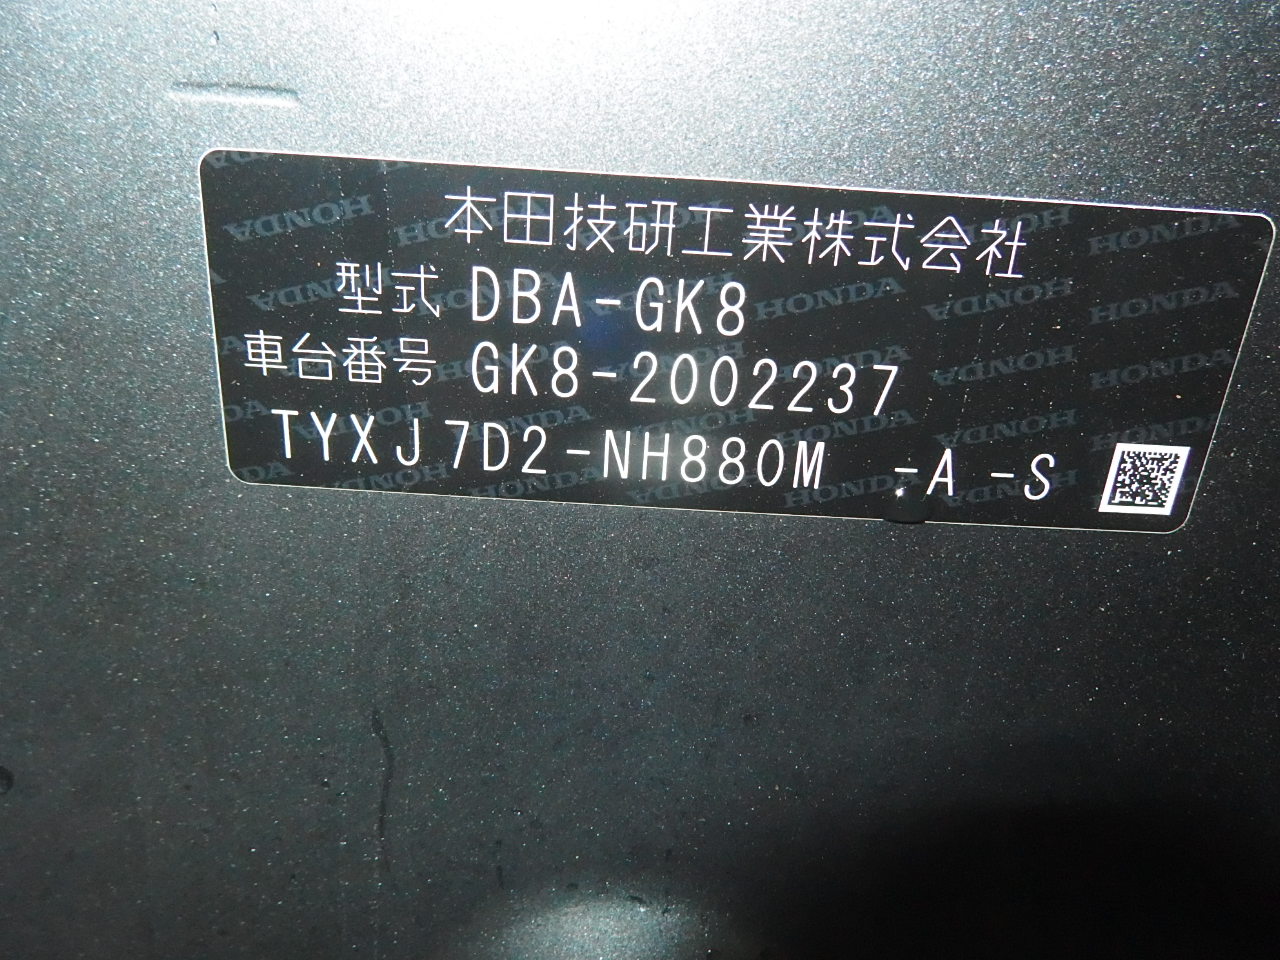 本田技研工業株式会社
型式 DBA-GK8
車台番号 GK8-2002237
TYXJ7D2-NH880M -A -S